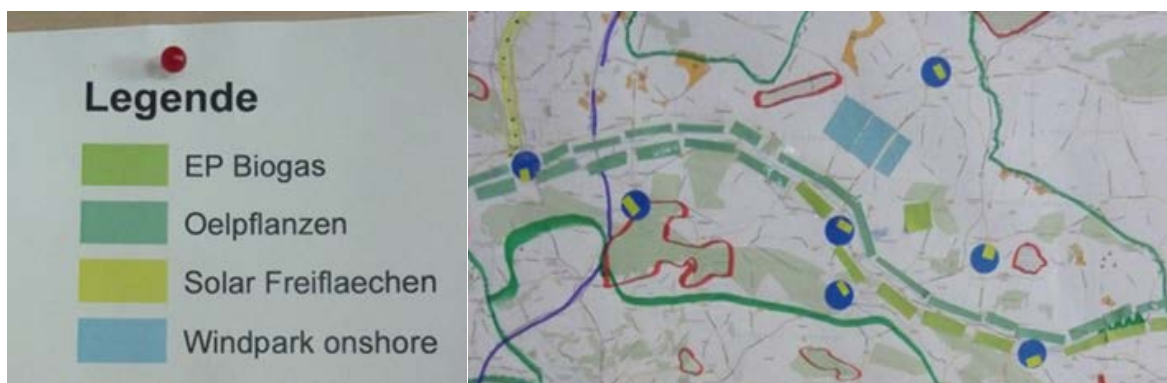 Legende
EP Biogas
Oelpflanzen
Solar Freiflaechen
Windpark onshore